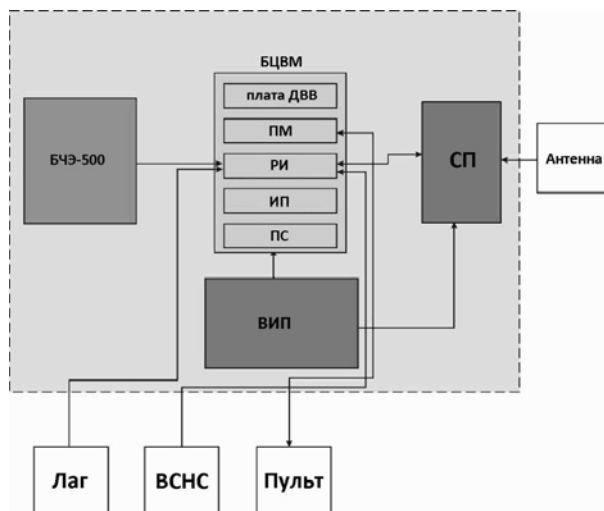 БЦВМ
плата ДВВ
ПМ
РИ
ИП
ПС
БЧЭ-500
СП
Антенна
ВИП
Лаг
ВСНС
Пульт